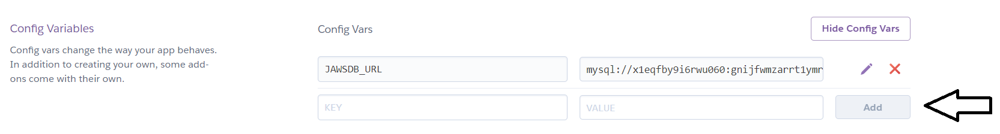 Config Variables
Config vars change the way your app behaves.
In addition to creating your own, some add-
ons come with their own.
Config Vars
Hide Config Vars
JAWSDB_URL
mysql://x1eqfby9i6rwu060:gnijfwmzarrt1ymr
KEY
VALUE
Add